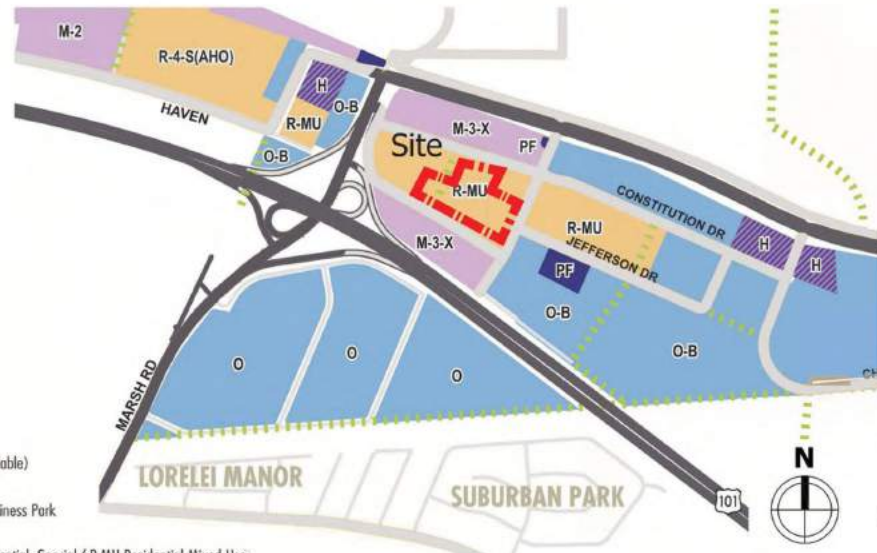 M-2
R-4-S(AHO)
H
O-B
HAVEN
R-MU
M-3-X
PF
Site
O-B
R-MU
CONSTITUTION DR
R-MU
H
M-3-X
JEFFERSON DR
H
PF
O-B
O-B
O
O
O
MARSH RD
CH
able)
LORELEI MANOR
N
SUBURBAN PARK
101
iness Park